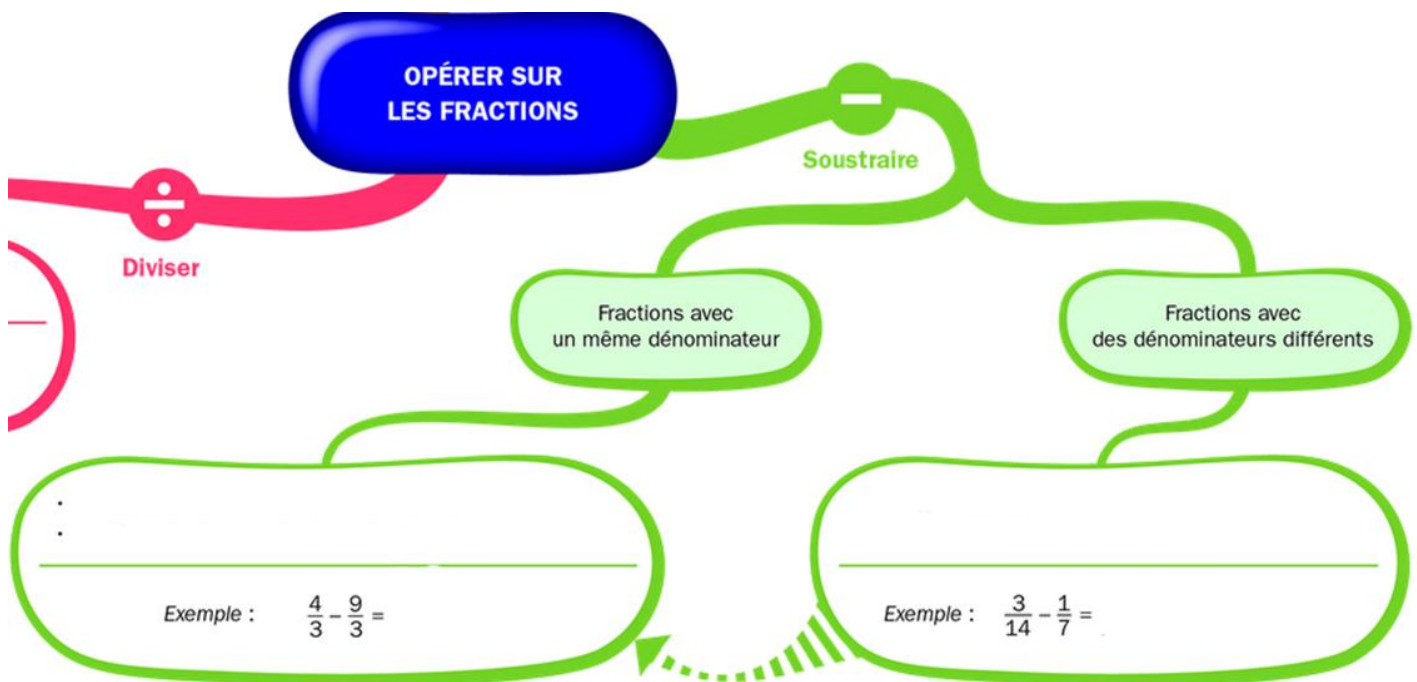 OPÉRER SUR
LES FRACTIONS
−
Soustraire
÷
Diviser
Fractions avec
un même dénominateur
Fractions avec
des dénominateurs différents
•
•
Exemple : 4/3 − 9/3 =
Exemple : 3/14 − 1/7 =